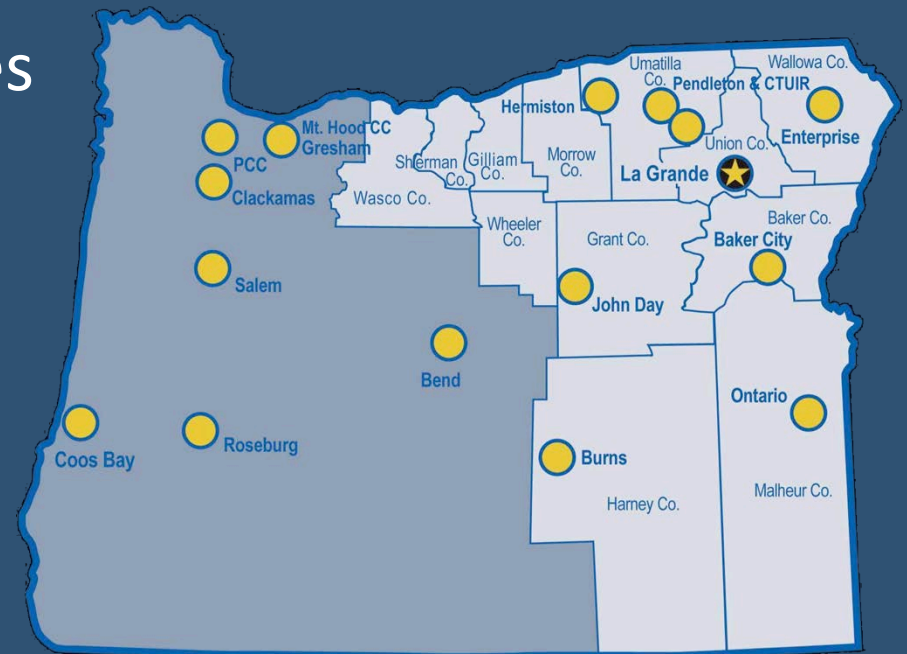 es
Umatilla
Co.
Wallowa Co.
Pendleton & CTUIR
Hermiston
Enterprise
Mt. Hood CC
Gresham
PCC
Clackamas
Sherman
Co.
Gilliam
Co.
Morrow
Co.
Union Co.
La Grande
Wasco Co.
Wheeler
Co.
Grant Co.
Baker Co.
Baker City
Salem
John Day
Bend
Ontario
Coos Bay
Roseburg
Burns
Harney Co.
Malheur Co.